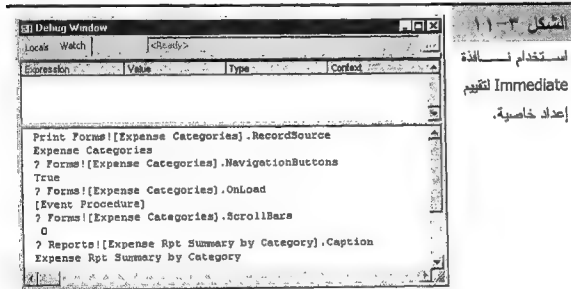 الشكل ٣-١١
استخدام نافذة
Immediate لتقييم
إعداد خاصية.
Debug Window
Locals Watch <Ready>
Expression Value Type Context
Print Forms![Expense Categories].RecordSource
Expense Categories
? Forms![Expense Categories].NavigationButtons
True
? Forms![Expense Categories].OnLoad
[Event Procedure]
? Forms![Expense Categories].ScrollBars
0
? Reports![Expense Rpt Summary by Category].Caption
Expense Rpt Summary by Category